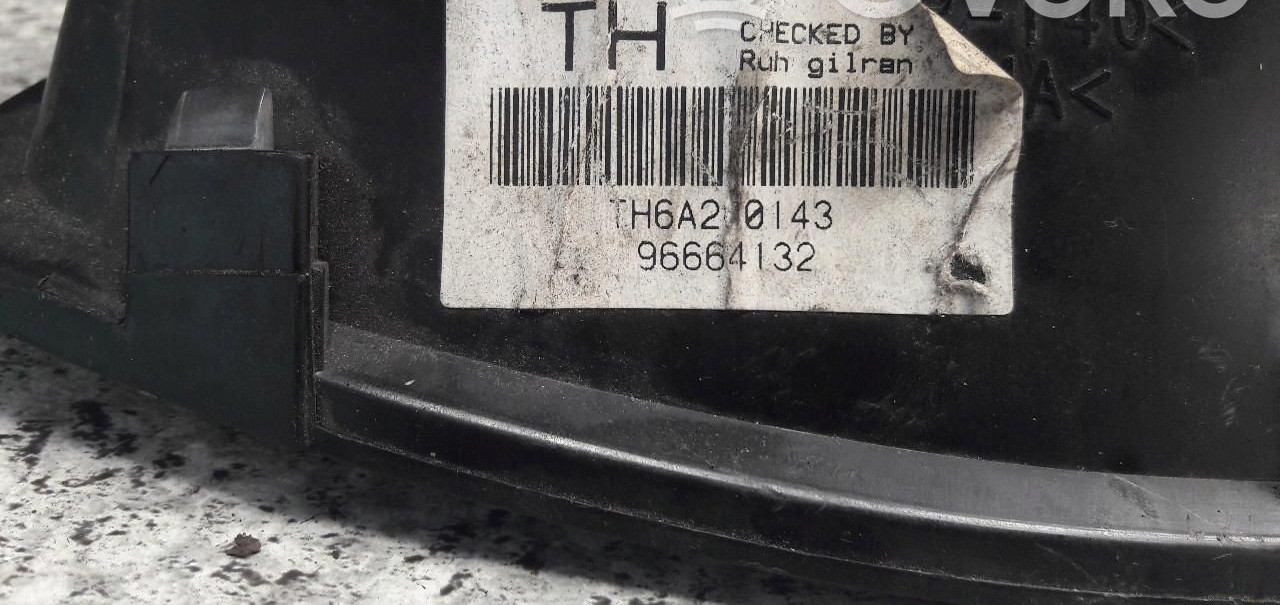 TH
CHECKED BY
Ruh gilran
TH6A2 0143
96664132